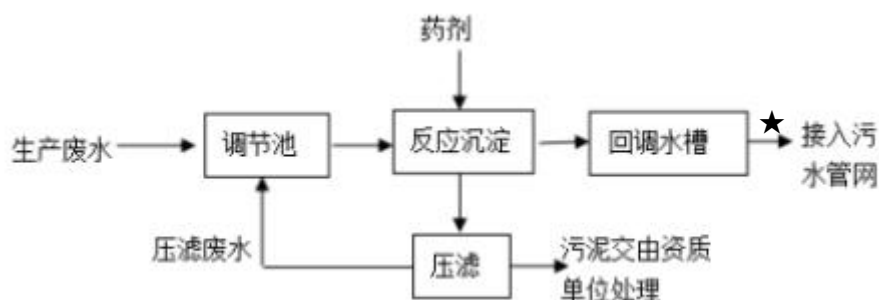 药剂
生产废水
调节池
反应沉淀
回调水槽
接入污
水管网
压滤废水
压滤
污泥交由资质
单位处理